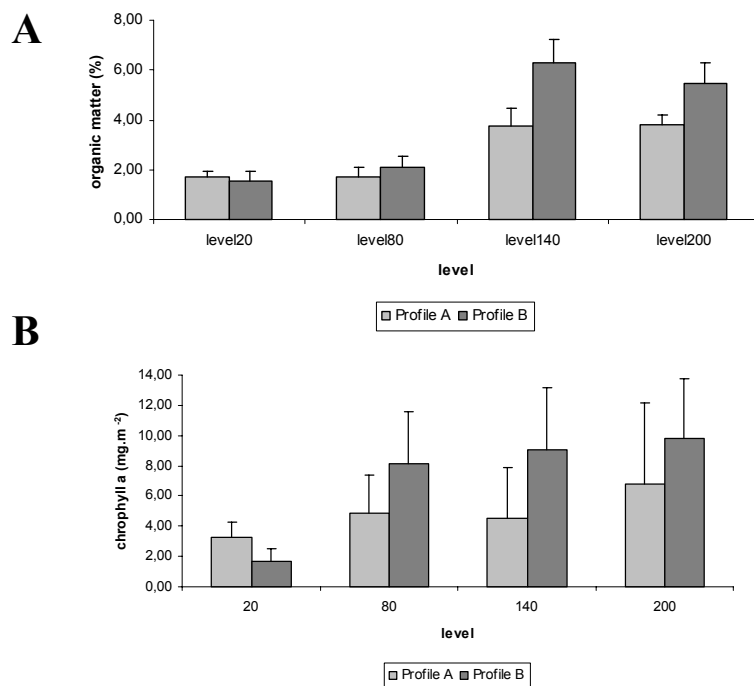 A
8,00
6,00
4,00
2,00
0,00
organic matter (%)
level20 level80 level140 level200
level
Profile A Profile B
B
14,00
12,00
10,00
8,00
6,00
4,00
2,00
0,00
chrophyll a (mg.m-2)
20 80 140 200
level
Profile A Profile B